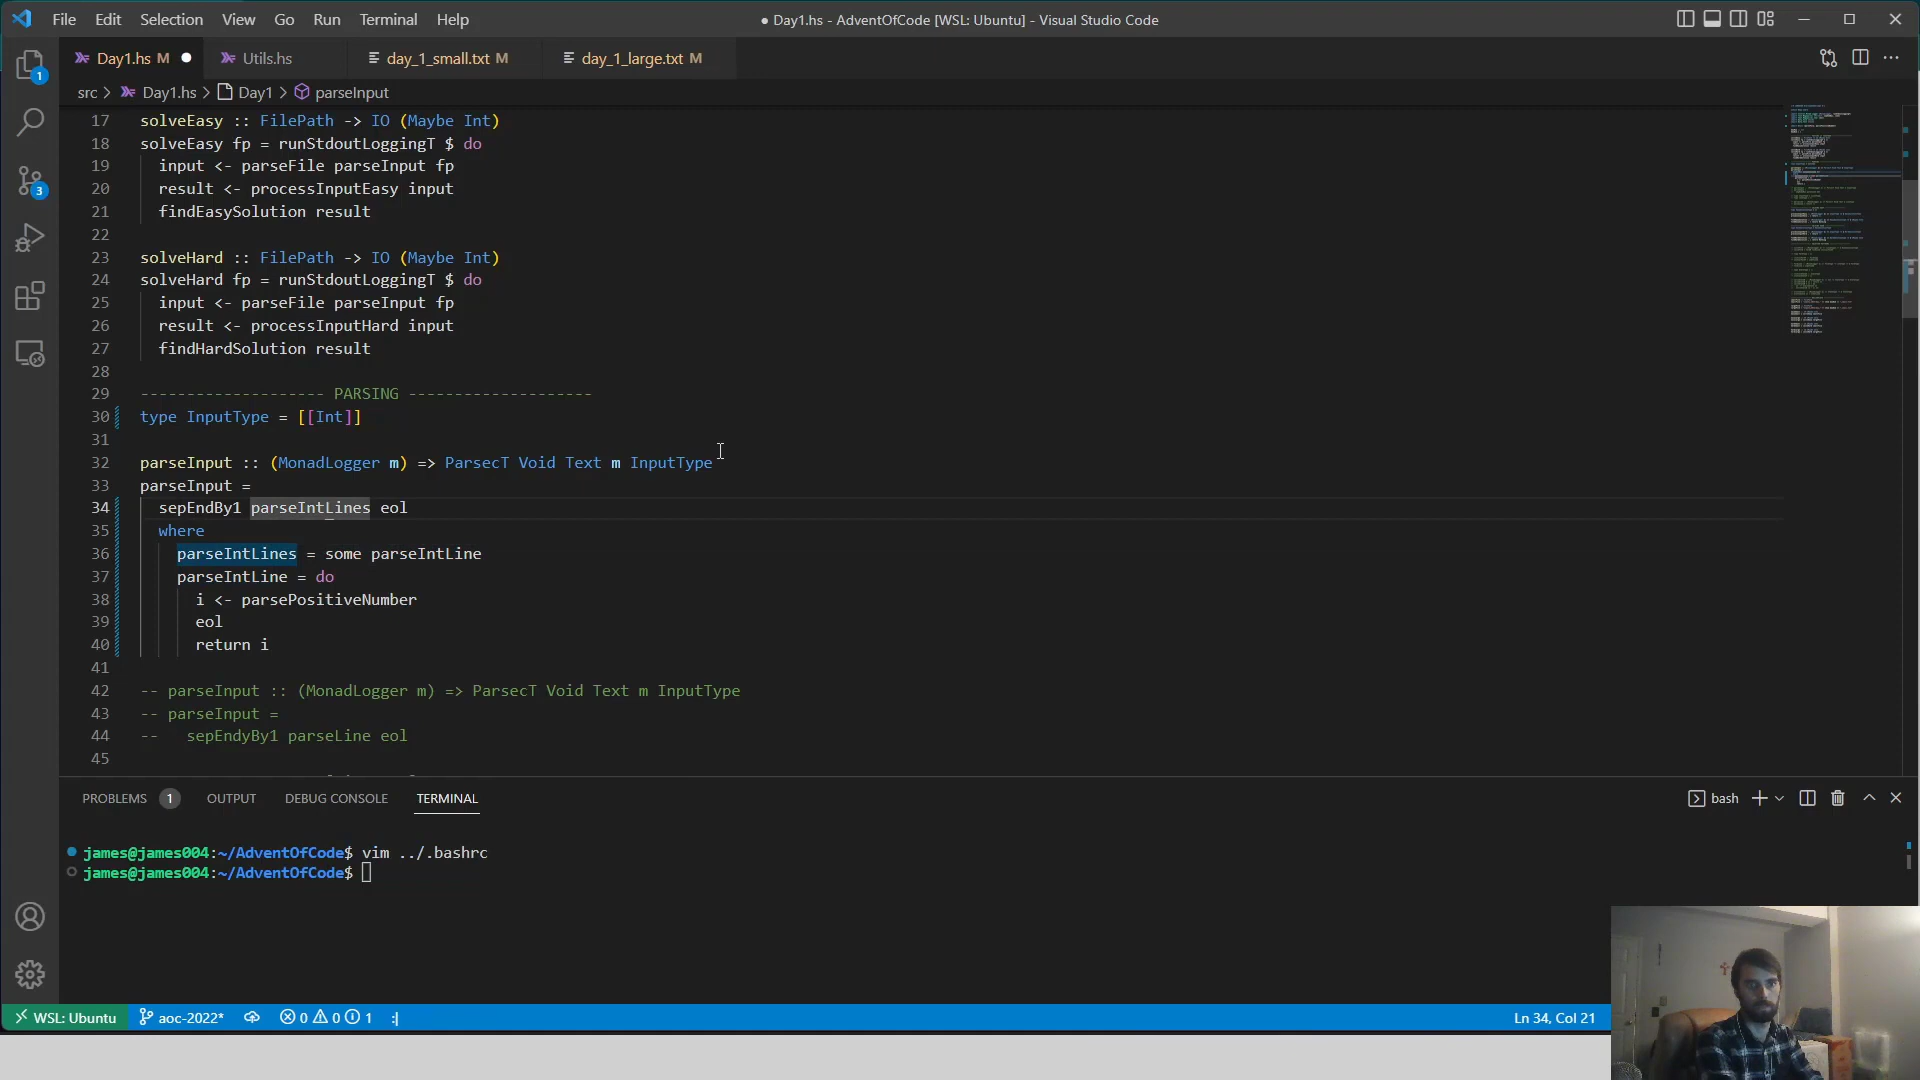 File Edit Selection View Go Run Terminal Help
● Day1.hs - AdventOfCode [WSL: Ubuntu] - Visual Studio Code
Day1.hs M ● Utils.hs day_1_small.txt M day_1_large.txt M
src > Day1.hs > Day1 > parseInput
17 solveEasy :: FilePath -> IO (Maybe Int)
18 solveEasy fp = runStdoutLoggingT $ do
19 input <- parseFile parseInput fp
20 result <- processInputEasy input
21 findEasySolution result
22
23 solveHard :: FilePath -> IO (Maybe Int)
24 solveHard fp = runStdoutLoggingT $ do
25 input <- parseFile parseInput fp
26 result <- processInputHard input
27 findHardSolution result
28
29 -------------------- PARSING --------------------
30 type InputType = [[Int]]
31
32 parseInput :: (MonadLogger m) => ParsecT Void Text m InputType
33 parseInput =
34 sepEndBy1 parseIntLines eol
35 where
36 parseIntLines = some parseIntLine
37 parseIntLine = do
38 i <- parsePositiveNumber
39 eol
40 return i
41
42 -- parseInput :: (MonadLogger m) => ParsecT Void Text m InputType
43 -- parseInput =
44 -- sepEndyBy1 parseLine eol
45
PROBLEMS 1 OUTPUT DEBUG CONSOLE TERMINAL
bash
james@james004:~/AdventOfCode$ vim ../.bashrc
james@james004:~/AdventOfCode$
1
3
WSL: Ubuntu aoc-2022* 0 0 1 :|
Ln 34, Col 21